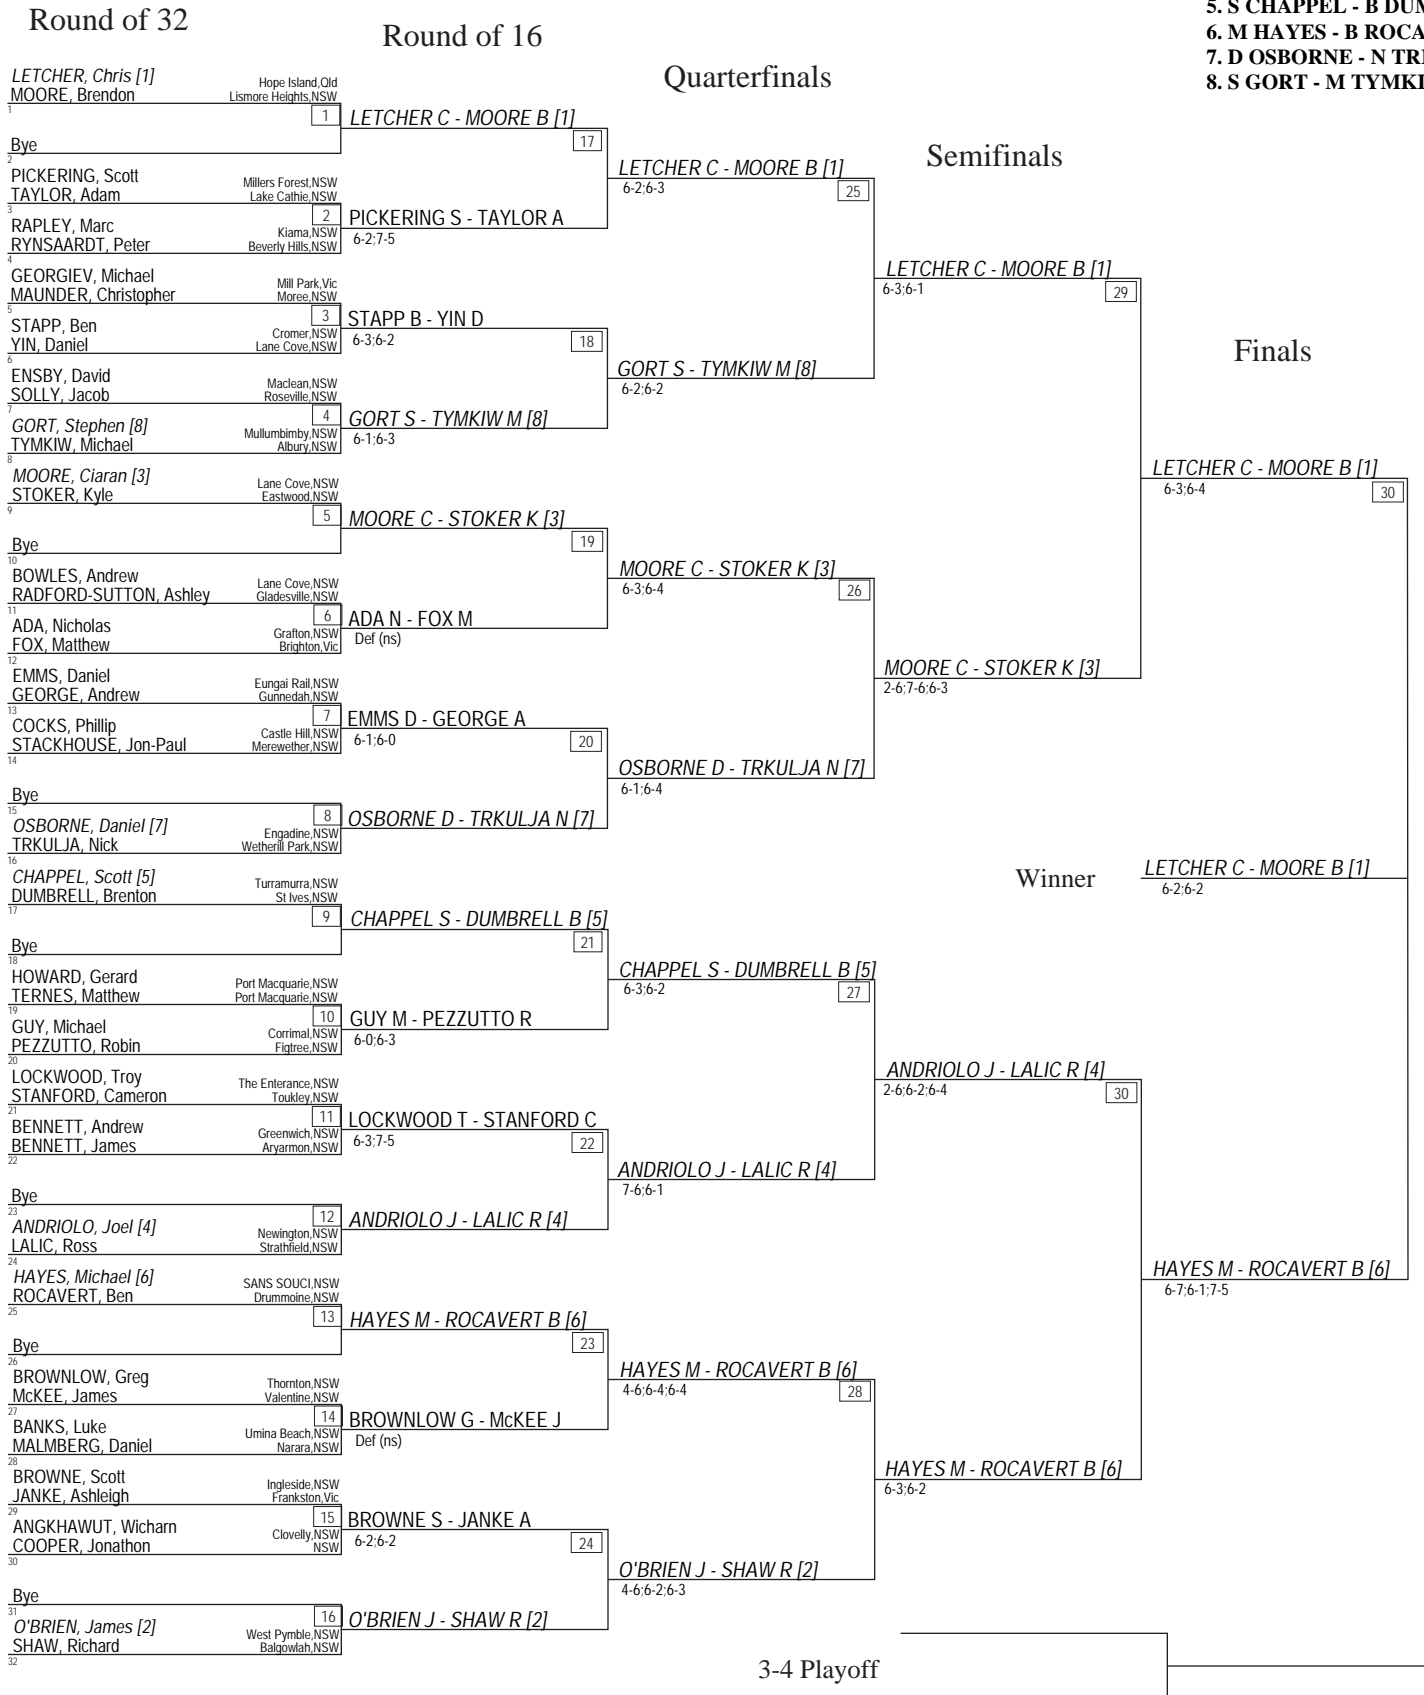 Round of 32
Round of 16
Quarterfinals
Semifinals
Finals
5. S CHAPPEL - B DUM
6. M HAYES - B ROCA
7. D OSBORNE - N TR
8. S GORT - M TYMKI
LETCHER, Chris [1] Hope Island,Qld
MOORE, Brendon Lismore Heights,NSW
1
1
Bye
2
PICKERING, Scott Millers Forest,NSW
TAYLOR, Adam Lake Cathie,NSW
3
2
RAPLEY, Marc Kiama,NSW
RYNSAARDT, Peter Beverly Hills,NSW
4
GEORGIEV, Michael Mill Park,Vic
MAUNDER, Christopher Moree,NSW
5
3
STAPP, Ben Cromer,NSW
YIN, Daniel Lane Cove,NSW
6
ENSBY, David Maclean,NSW
SOLLY, Jacob Roseville,NSW
7
4
GORT, Stephen [8] Mullumbimby,NSW
TYMKIW, Michael Albury,NSW
8
MOORE, Ciaran [3] Lane Cove,NSW
STOKER, Kyle Eastwood,NSW
9
5
Bye
10
BOWLES, Andrew Lane Cove,NSW
RADFORD-SUTTON, Ashley Gladesville,NSW
11
6
ADA, Nicholas Grafton,NSW
FOX, Matthew Brighton,Vic
12
EMMS, Daniel Eungai Rail,NSW
GEORGE, Andrew Gunnedah,NSW
13
7
COCKS, Phillip Castle Hill,NSW
STACKHOUSE, Jon-Paul Merewether,NSW
14
Bye
15
8
OSBORNE, Daniel [7] Engadine,NSW
TRKULJA, Nick Wetherill Park,NSW
16
CHAPPEL, Scott [5] Turramurra,NSW
DUMBRELL, Brenton St Ives,NSW
17
9
Bye
18
HOWARD, Gerard Port Macquarie,NSW
TERNES, Matthew Port Macquarie,NSW
19
10
GUY, Michael Corrimal,NSW
PEZZUTTO, Robin Figtree,NSW
20
LOCKWOOD, Troy The Enterance,NSW
STANFORD, Cameron Toukley,NSW
21
11
BENNETT, Andrew Greenwich,NSW
BENNETT, James Aryarmon,NSW
22
Bye
23
12
ANDRIOLO, Joel [4] Newington,NSW
LALIC, Ross Strathfield,NSW
24
HAYES, Michael [6] SANS SOUCI,NSW
ROCAVERT, Ben Drummoine,NSW
25
13
Bye
26
BROWNLOW, Greg Thornton,NSW
McKEE, James Valentine,NSW
27
14
BANKS, Luke Umina Beach,NSW
MALMBERG, Daniel Narara,NSW
28
BROWNE, Scott Ingleside,NSW
JANKE, Ashleigh Frankston,Vic
29
15
ANGKHAWUT, Wicharn Clovelly,NSW
COOPER, Jonathon NSW
30
Bye
31
16
O'BRIEN, James [2] West Pymble,NSW
SHAW, Richard Balgowlah,NSW
32
LETCHER C - MOORE B [1]
17
PICKERING S - TAYLOR A
6-2;7-5
STAPP B - YIN D
6-3;6-2
18
GORT S - TYMKIW M [8]
6-1;6-3
MOORE C - STOKER K [3]
19
ADA N - FOX M
Def (ns)
EMMS D - GEORGE A
6-1;6-0
20
OSBORNE D - TRKULJA N [7]
CHAPPEL S - DUMBRELL B [5]
21
GUY M - PEZZUTTO R
6-0;6-3
LOCKWOOD T - STANFORD C
6-3;7-5
22
ANDRIOLO J - LALIC R [4]
HAYES M - ROCAVERT B [6]
23
BROWNLOW G - McKEE J
Def (ns)
BROWNE S - JANKE A
6-2;6-2
24
O'BRIEN J - SHAW R [2]
LETCHER C - MOORE B [1]
6-2;6-3
25
GORT S - TYMKIW M [8]
6-2;6-2
MOORE C - STOKER K [3]
6-3;6-4
26
OSBORNE D - TRKULJA N [7]
6-1;6-4
CHAPPEL S - DUMBRELL B [5]
6-3;6-2
27
ANDRIOLO J - LALIC R [4]
7-6;6-1
HAYES M - ROCAVERT B [6]
4-6;6-4;6-4
28
O'BRIEN J - SHAW R [2]
4-6;6-2;6-3
LETCHER C - MOORE B [1]
6-3;6-1
29
MOORE C - STOKER K [3]
2-6;7-6;6-3
ANDRIOLO J - LALIC R [4]
2-6;6-2;6-4
30
HAYES M - ROCAVERT B [6]
6-3;6-2
LETCHER C - MOORE B [1]
6-3;6-4
30
HAYES M - ROCAVERT B [6]
6-7;6-1;7-5
Winner
LETCHER C - MOORE B [1]
6-2;6-2
3-4 Playoff